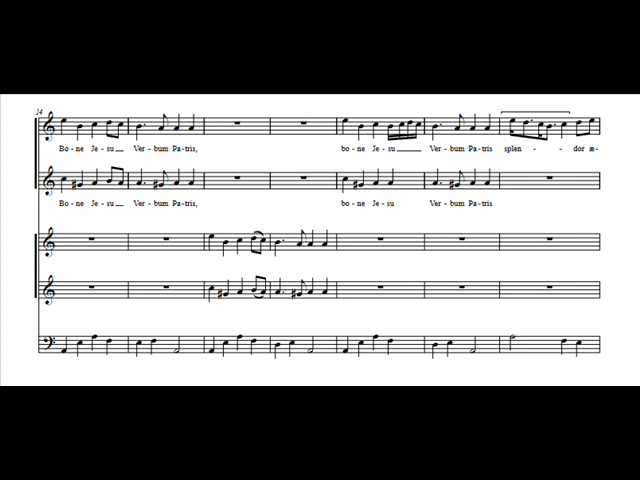 14
Bo - ne Je - su Ver - bum Pa - tris, bo - ne Je - su Ver - bum Pa - tris splen - - dor æ -
Bo - ne Je - su Ver - bum Pa - tris, bo - ne Je - su Ver - bum Pa - tris